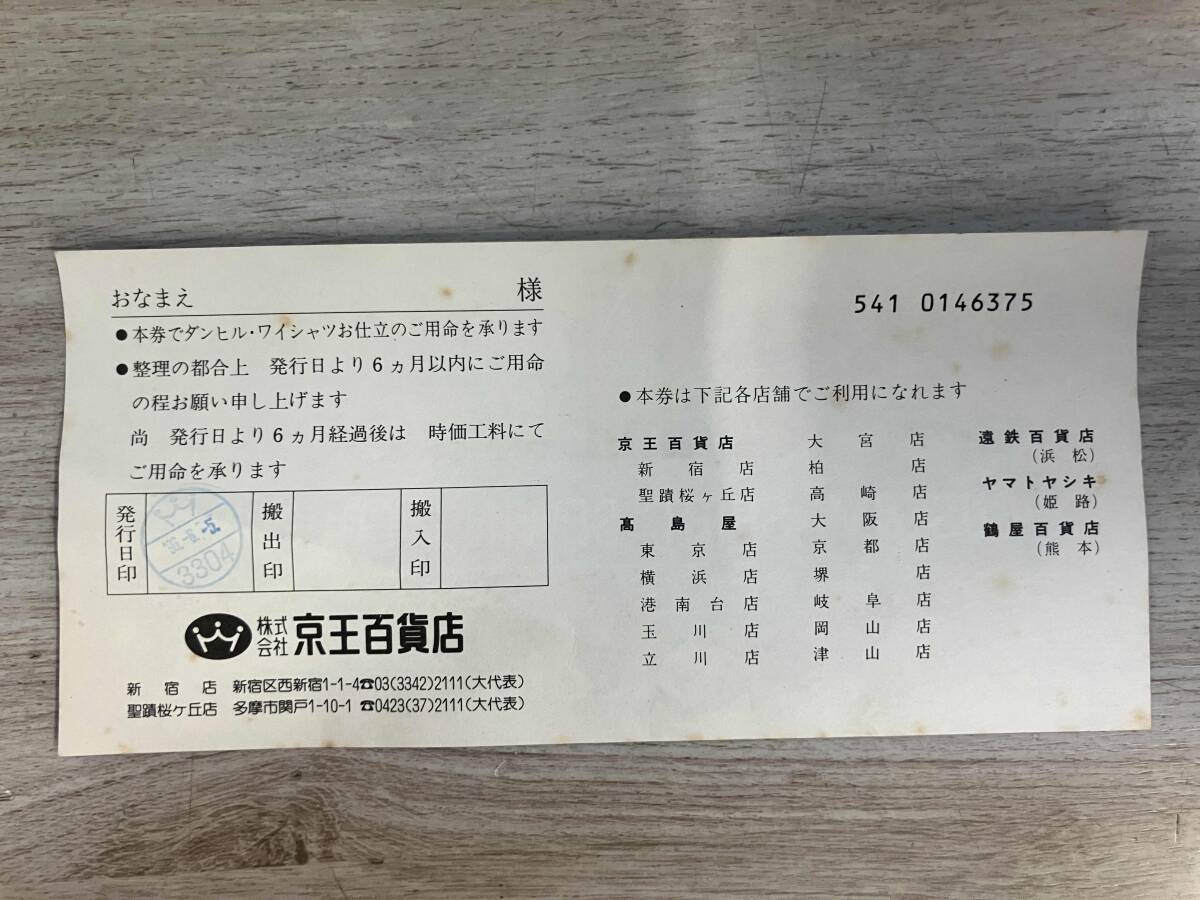 おなまえ 様
●本券でダンヒル・ワイシャツお仕立のご用命を承ります
●整理の都合上 発行日より6ヵ月以内にご用命
の程お願い申し上げます
尚 発行日より6ヵ月経過後は 時価工料にて
ご用命を承ります
発行日印 搬出印 搬入印
3304
株式会社 京王百貨店
新宿店 新宿区西新宿1-1-4☎03(3342)2111(大代表)
聖蹟桜ケ丘店 多摩市関戸1-10-1 ☎0423(37)2111(大代表)
541 0146375
●本券は下記各店舗でご利用になれます
京王百貨店
新宿店
聖蹟桜ヶ丘店
髙島屋
東京店
横浜店
港南台店
玉川店
立川店
大宮店
柏店
高崎店
大阪店
京都店
堺店
岐阜店
岡山店
津山店
遠鉄百貨店
(浜松)
ヤマトヤシキ
(姫路)
鶴屋百貨店
(熊本)